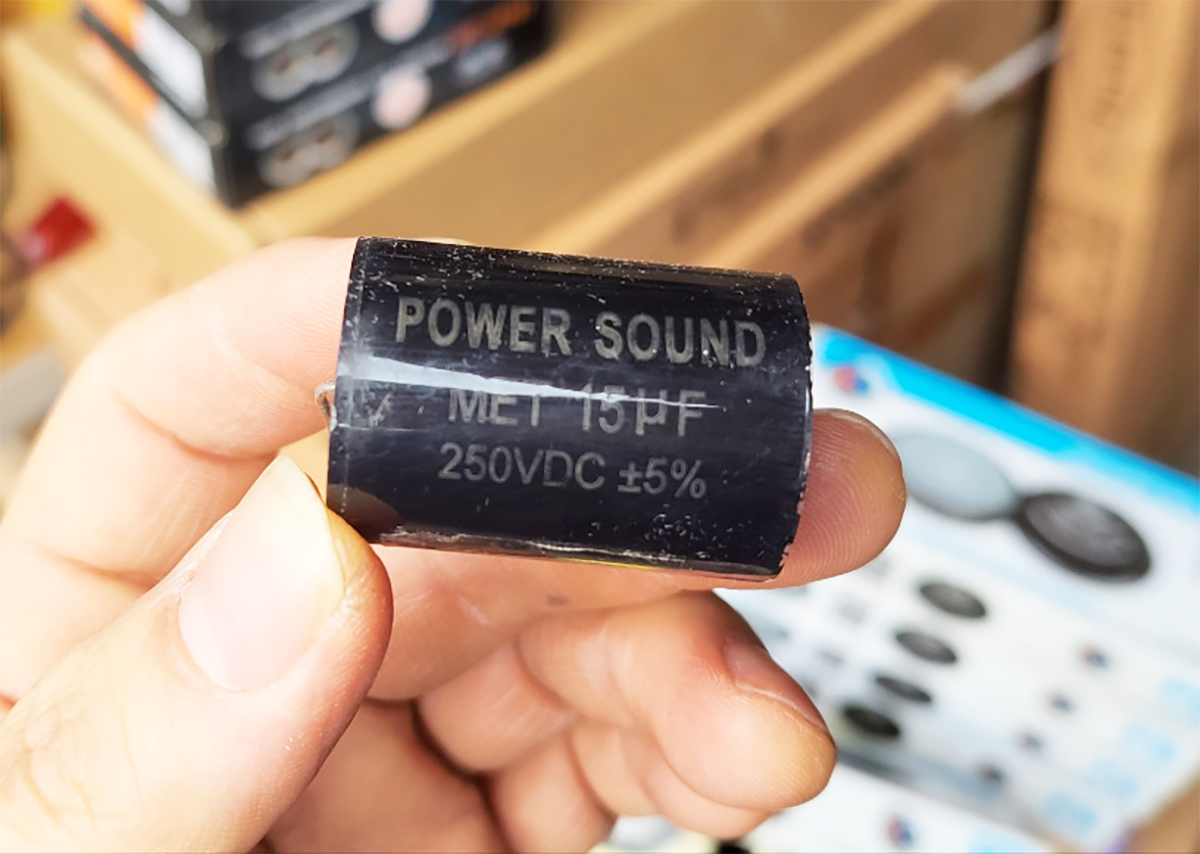 POWER SOUND
MET 15µF
250VDC ±5%